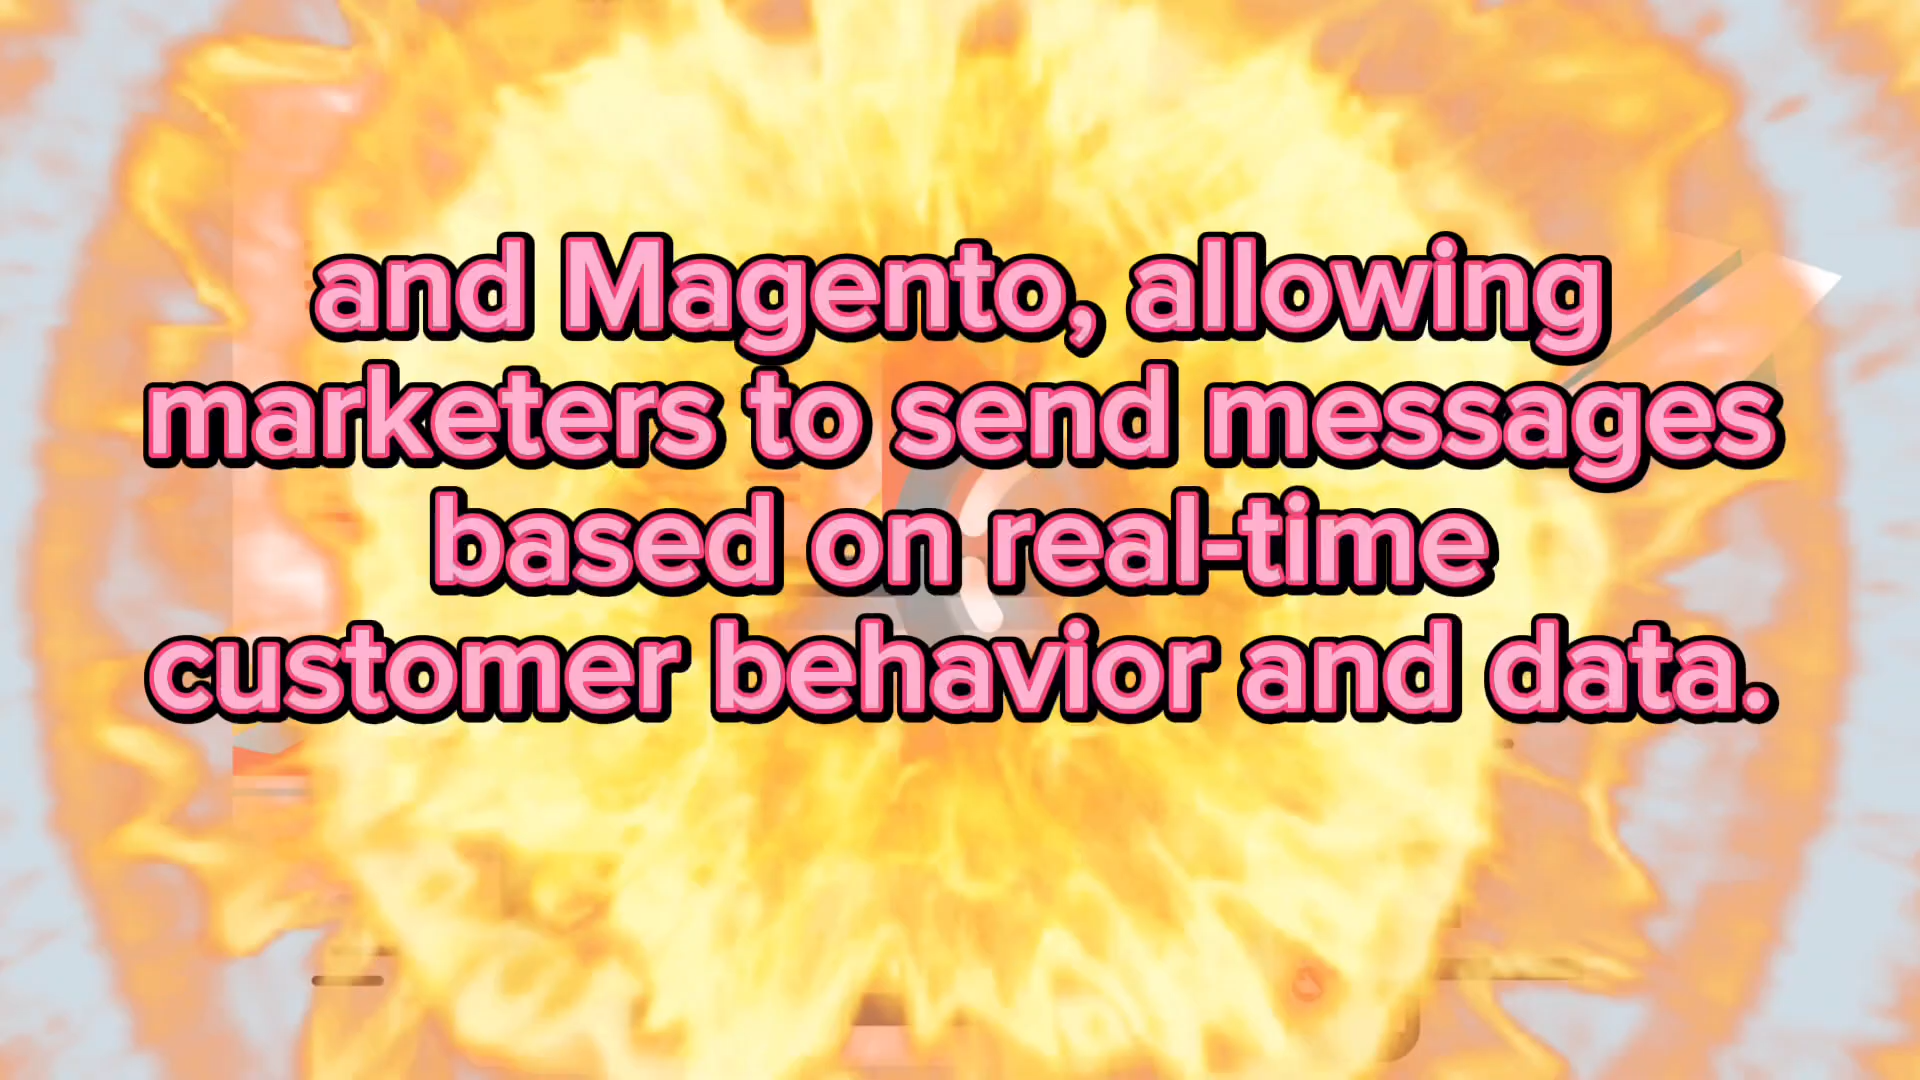 and Magento, allowing
marketers to send messages
based on real-time
customer behavior and data.